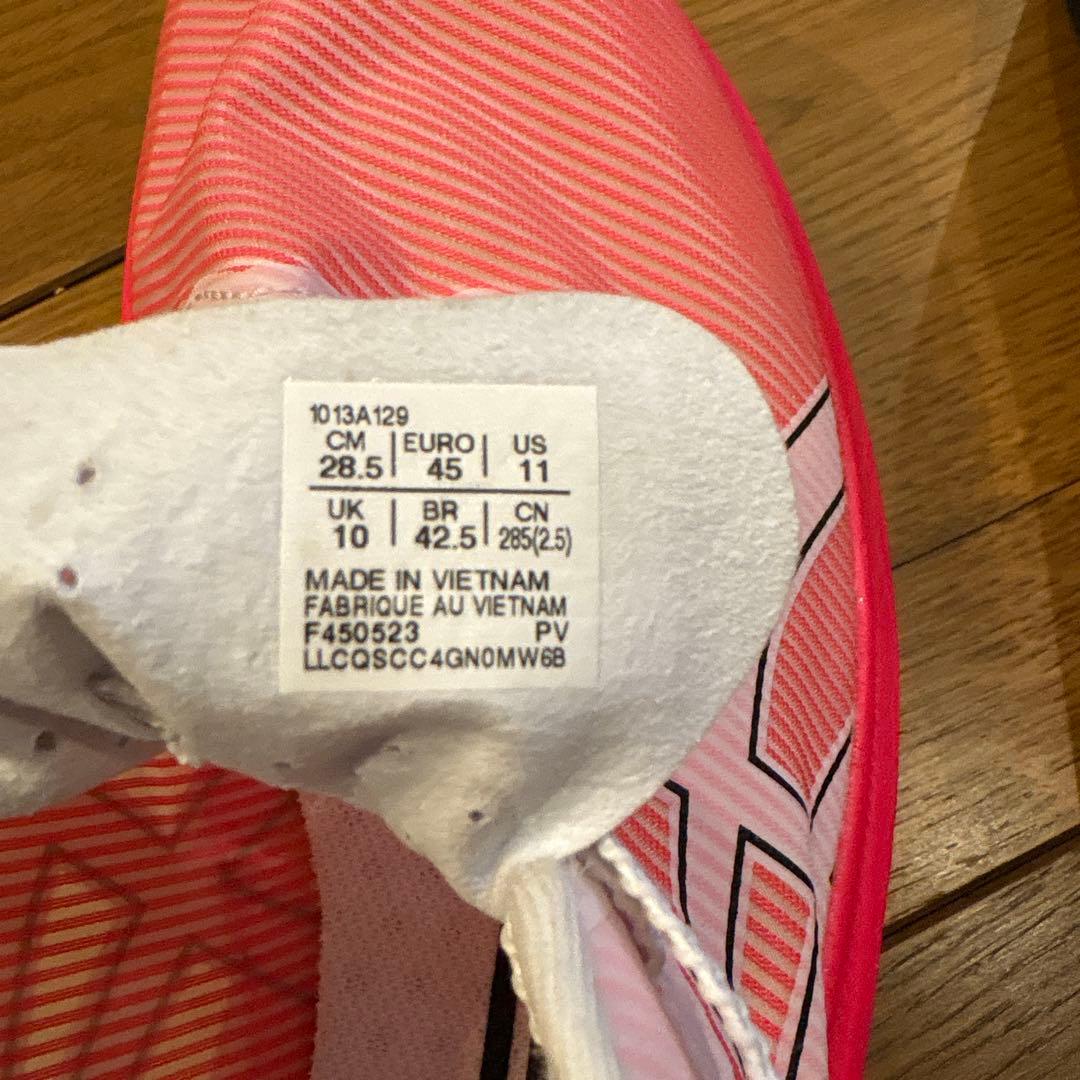 1013A129
CM | EURO | US
28.5 | 45 | 11
UK | BR | CN
10 | 42.5 | 285(2.5)
MADE IN VIETNAM
FABRIQUE AU VIETNAM
F450523 PV
LLCQSCC4GN0MW6B